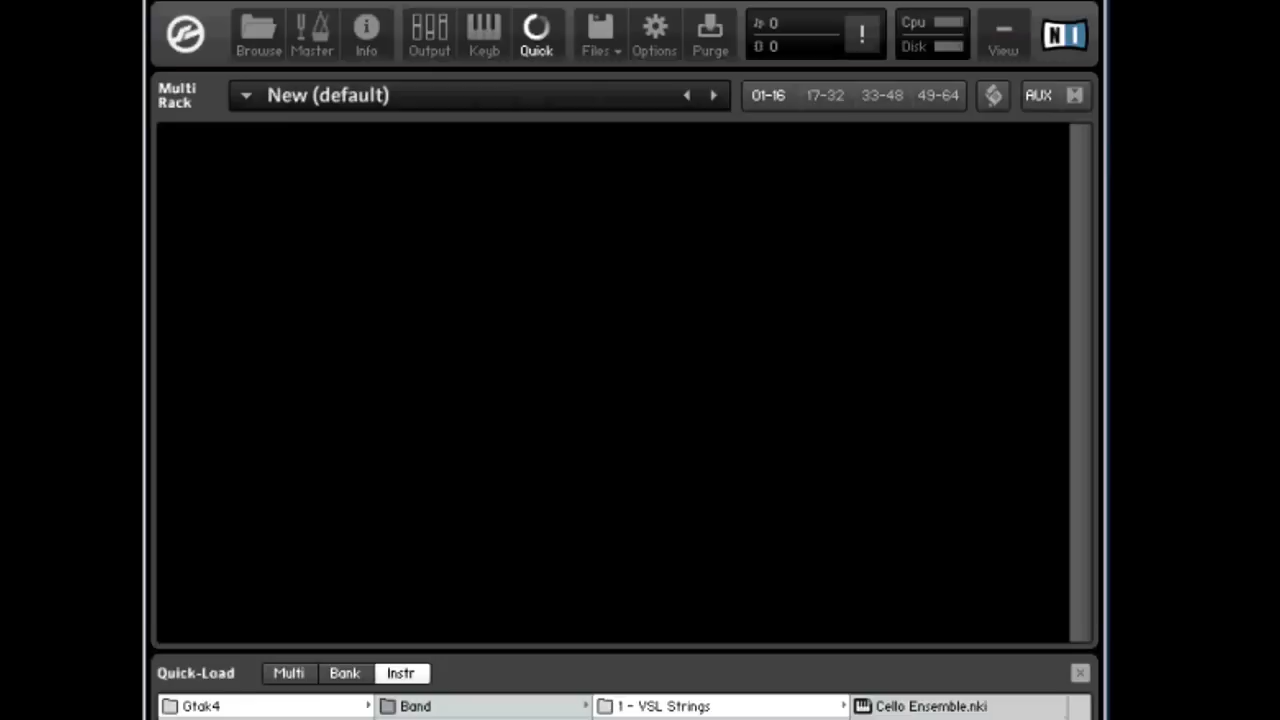 Browse Master Info Output Keyb Quick Files Options Purge 0 0 ! Cpu Disk View NI
Multi Rack New (default) 01-16 17-32 33-48 49-64 AUX
Quick-Load Multi Bank Instr
Gtak4 Band 1 - VSL Strings Cello Ensemble.nki